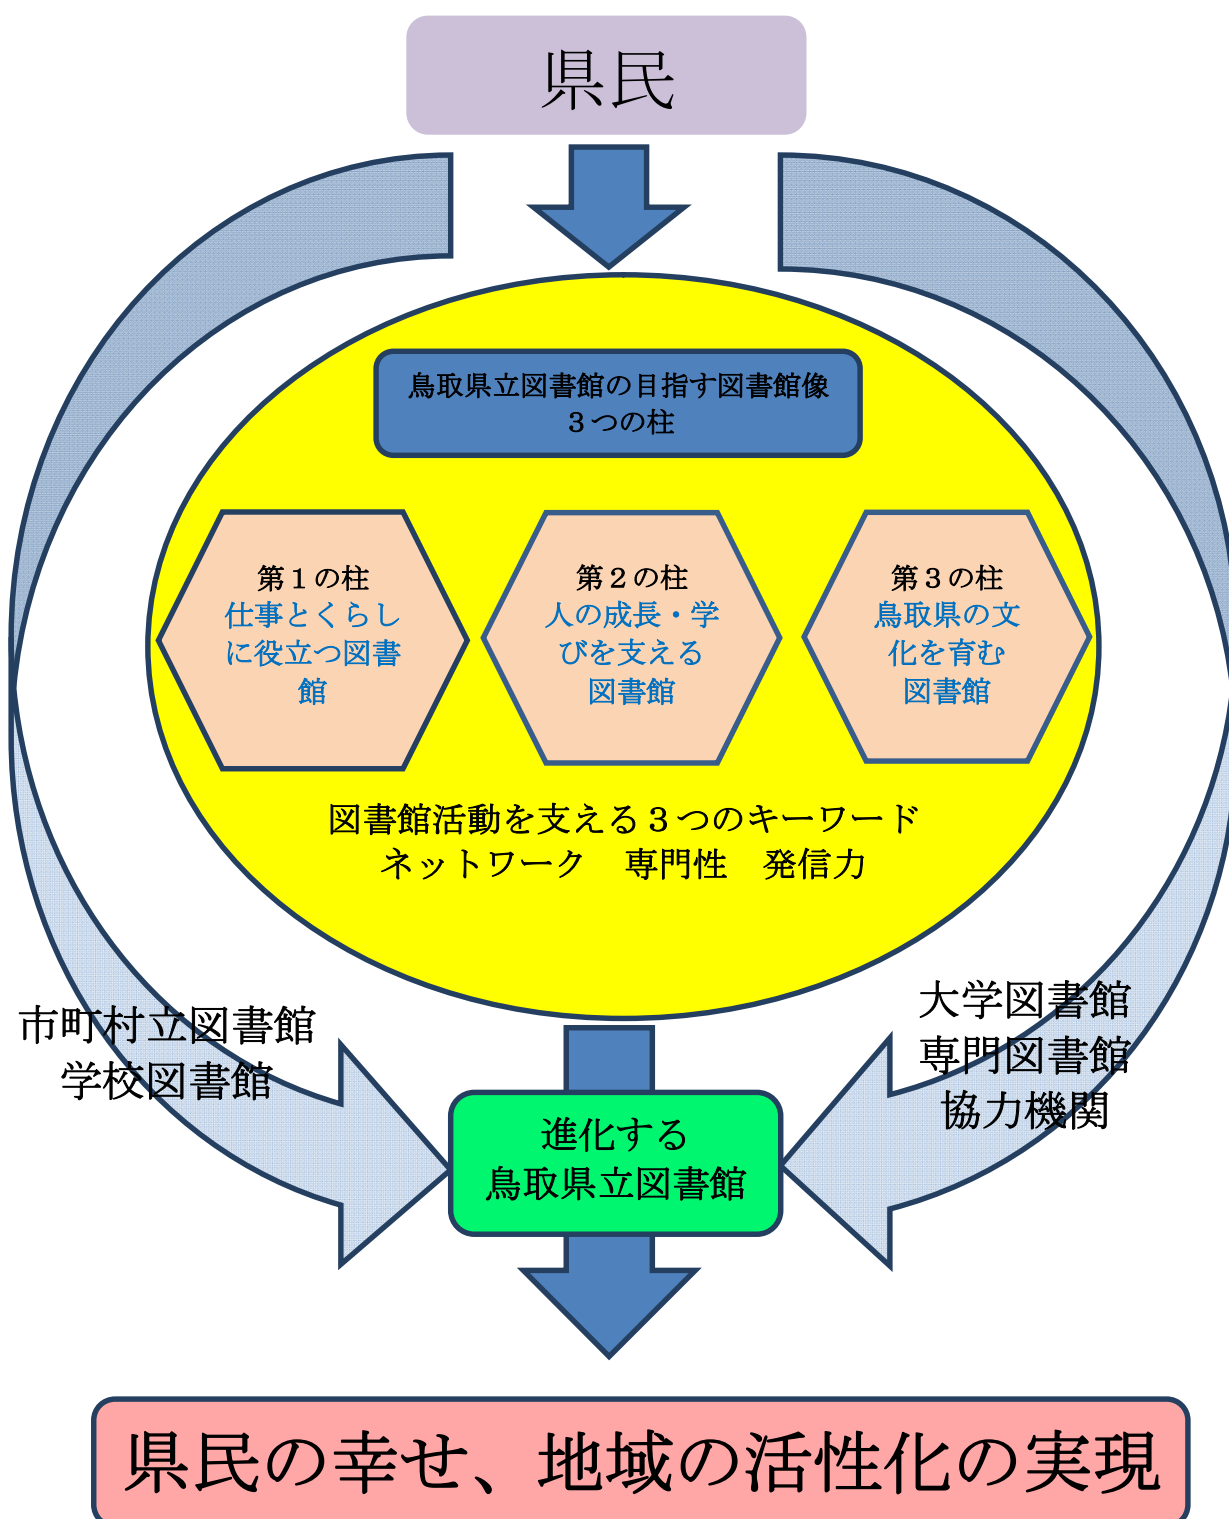 県民
鳥取県立図書館の目指す図書館像
３つの柱
第１の柱
仕事とくらし
に役立つ図書
館
第２の柱
人の成長・学
びを支える
図書館
第３の柱
鳥取県の文
化を育む
図書館
図書館活動を支える３つのキーワード
ネットワーク　専門性　発信力
市町村立図書館
学校図書館
大学図書館
専門図書館
協力機関
進化する
鳥取県立図書館
県民の幸せ、地域の活性化の実現